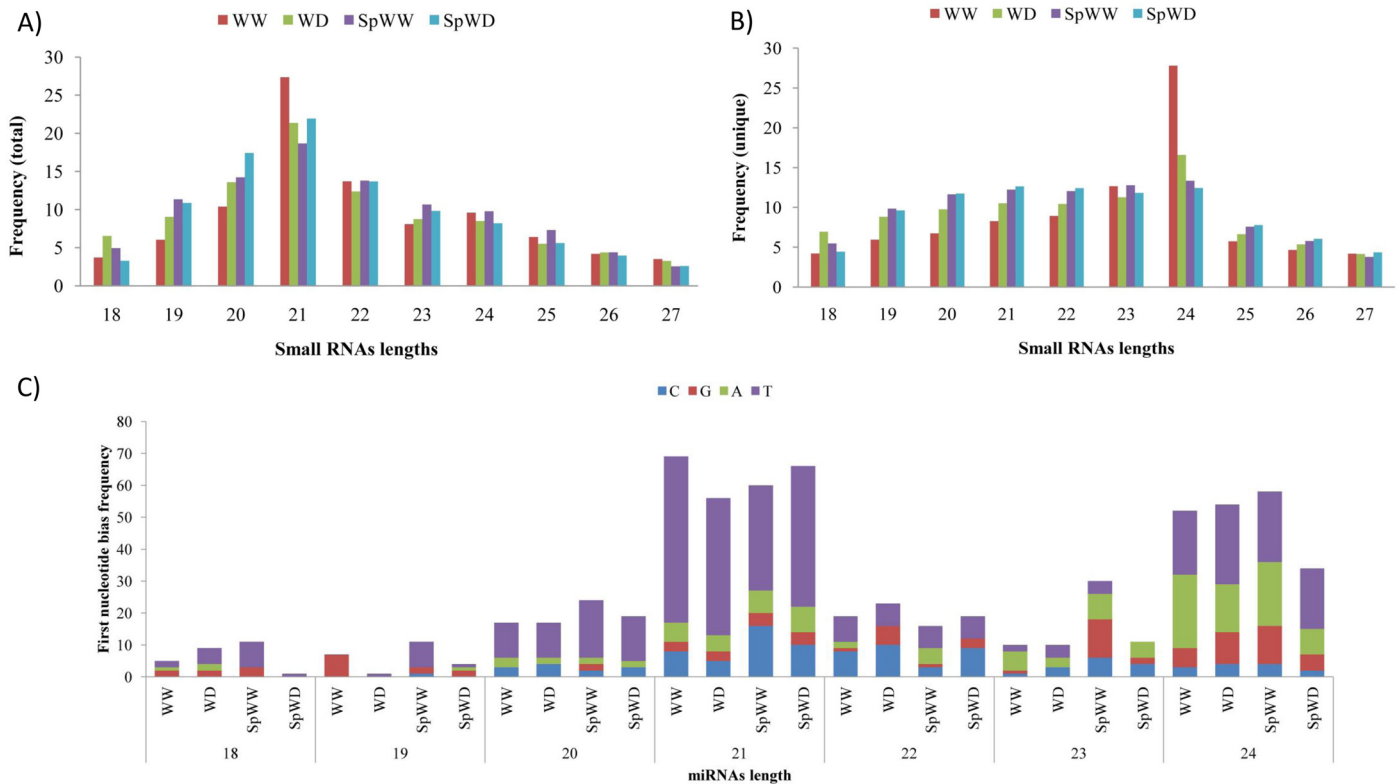 A)
WW WD SpWW SpWD
Frequency (total)
30
25
20
15
10
5
0
18 19 20 21 22 23 24 25 26 27
Small RNAs lengths
B)
WW WD SpWW SpWD
Frequency (unique)
30
25
20
15
10
5
0
18 19 20 21 22 23 24 25 26 27
Small RNAs lengths
C)
C G A T
First nucleotide bias frequency
80
70
60
50
40
30
20
10
0
WW WD SpWW SpWD WW WD SpWW SpWD WW WD SpWW SpWD WW WD SpWW SpWD WW WD SpWW SpWD WW WD SpWW SpWD WW WD SpWW SpWD
18 19 20 21 22 23 24
miRNAs length